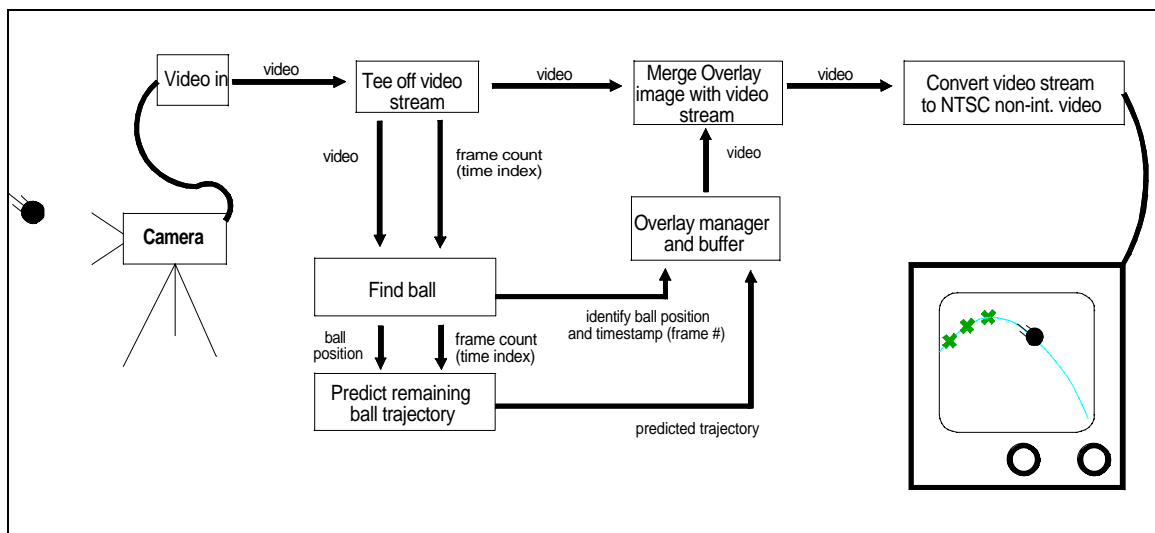 Video in
video
Tee off video
stream
video
Merge Overlay
image with video
stream
video
Convert video stream
to NTSC non-int. video
video
frame count
(time index)
video
Overlay manager
and buffer
Camera
Find ball
identify ball position
and timestamp (frame #)
ball
position
frame count
(time index)
Predict remaining
ball trajectory
predicted trajectory